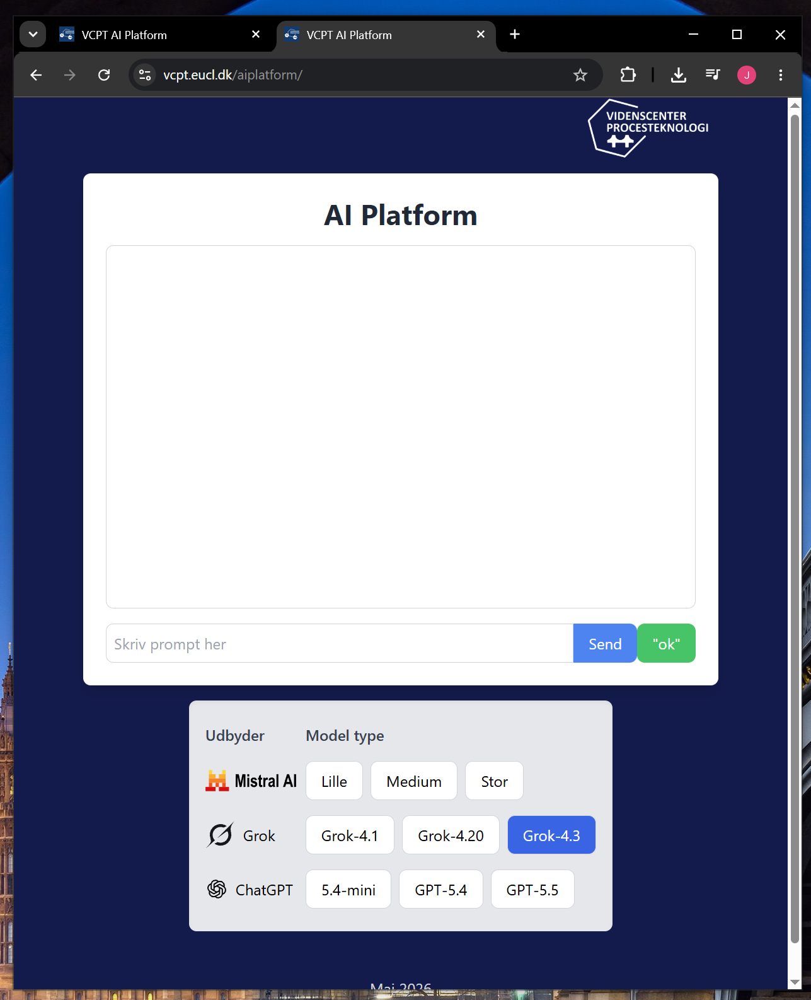 VCPT AI Platform
VCPT AI Platform
vcpt.eucl.dk/aiplatform/
J
VIDENSCENTER
PROCESTEKNOLOGI
AI Platform
Skriv prompt her
Send
"ok"
Udbyder Model type
Mistral AI Lille Medium Stor
Grok Grok-4.1 Grok-4.20 Grok-4.3
ChatGPT 5.4-mini GPT-5.4 GPT-5.5
Maj 2026